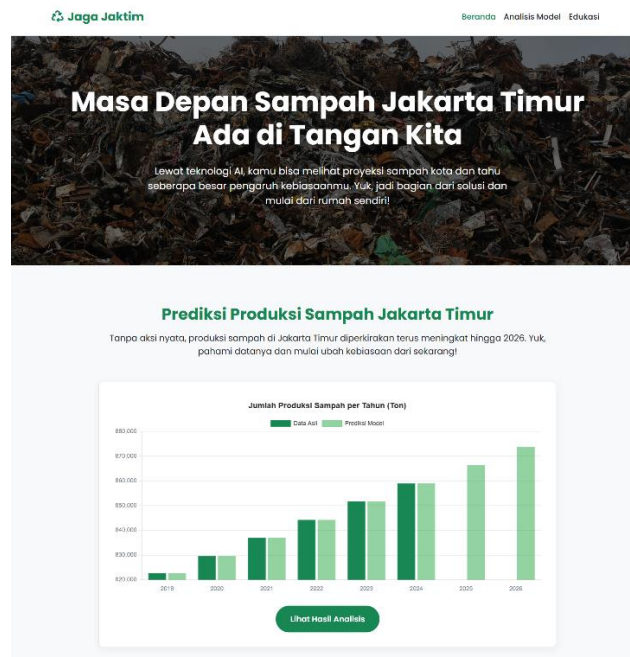 Jaga Jaktim
Beranda Analisis Model Edukasi
Masa Depan Sampah Jakarta Timur
Ada di Tangan Kita
Lewat teknologi AI, kamu bisa melihat proyeksi sampah kota dan tahu
seberapa besar pengaruh kebiasaanmu. Yuk, jadi bagian dari solusi dan
mulai dari rumah sendiri!
Prediksi Produksi Sampah Jakarta Timur
Tanpa aksi nyata, produksi sampah di Jakarta Timur diperkirakan terus meningkat hingga 2026. Yuk,
pahami datanya dan mulai ubah kebiasaan dari sekarang!
Jumlah Produksi Sampah per Tahun (Ton)
Data Asli Prediksi Model
880,000
870,000
860,000
850,000
840,000
830,000
820,000
2019 2020 2021 2022 2023 2024 2025 2026
Lihat Hasil Analisis